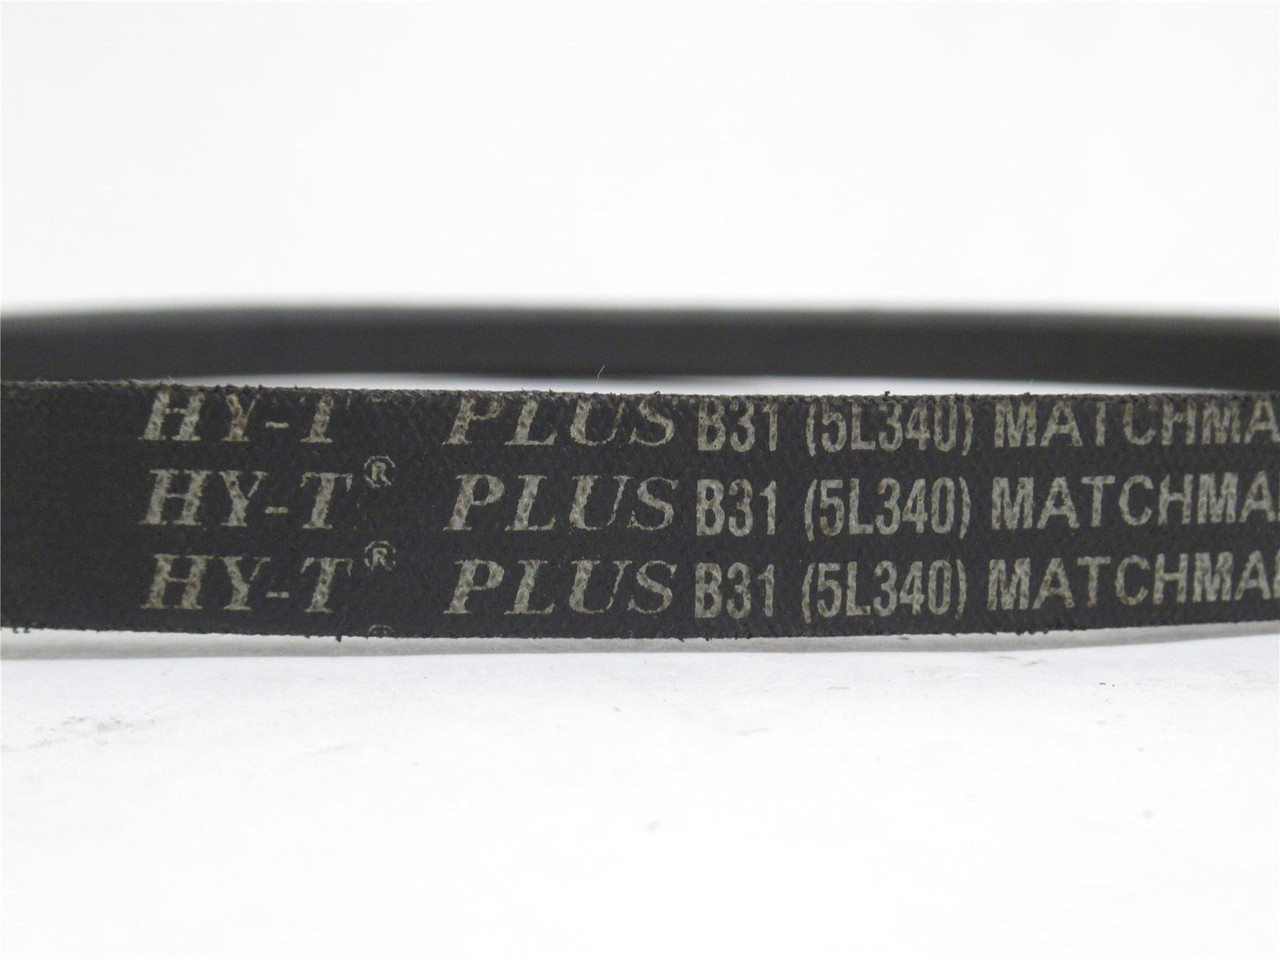 HY-T PLUS B31 (5L340) MATCHMA
HY-T® PLUS B31 (5L340) MATCHMA
HY-T® PLUS B31 (5L340) MATCHMA